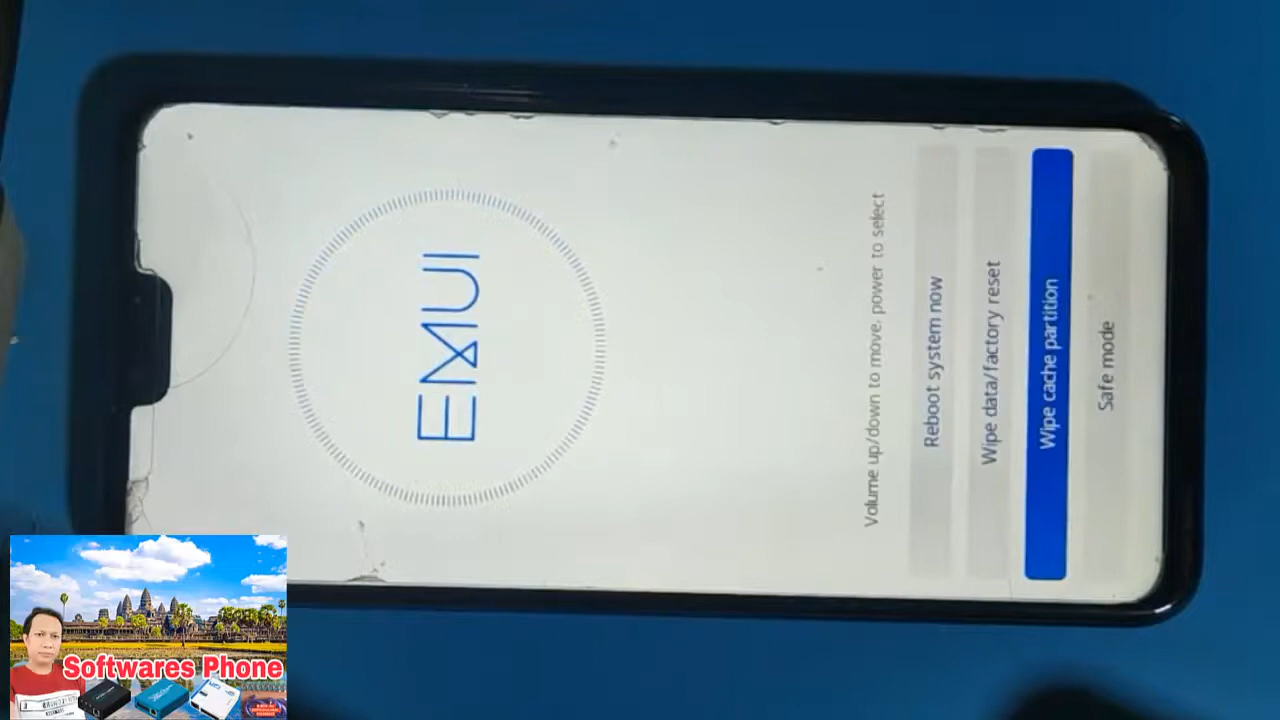 EMUI
Volume up/down to move, power to select
Reboot system now
Wipe data/factory reset
Wipe cache partition
Safe mode
Softwares Phone